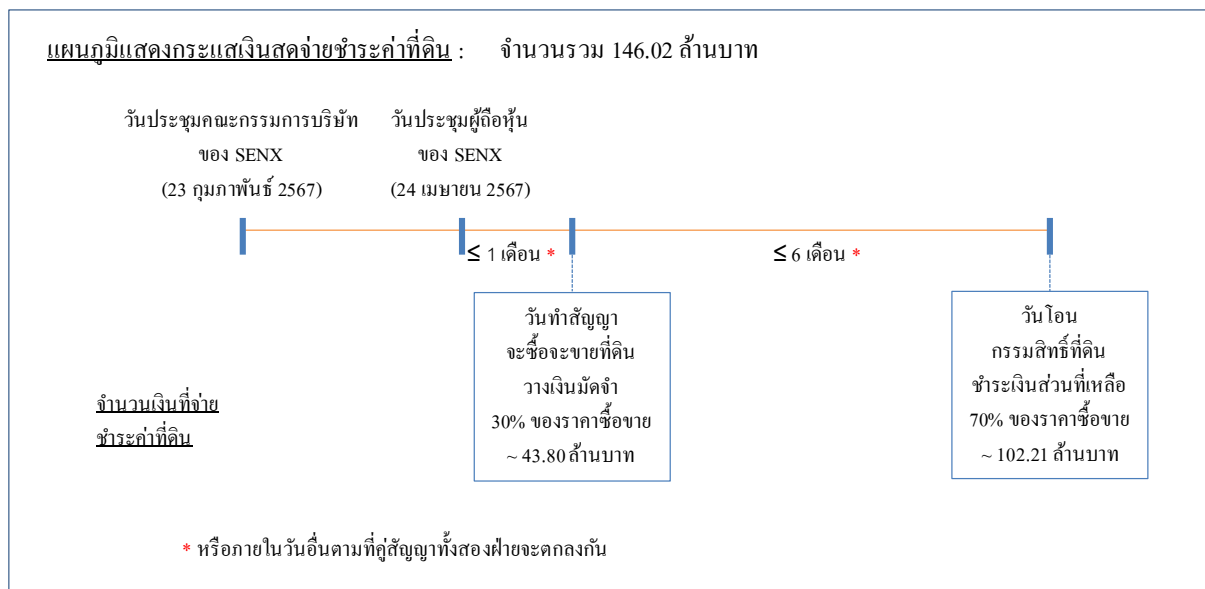 แผนภูมิแสดงกระแสเงินสดจ่ายชำระค่าที่ดิน : จำนวนรวม 146.02 ล้านบาท
วันประชุมคณะกรรมการบริษัท
ของ SENX
(23 กุมภาพันธ์ 2567)
วันประชุมผู้ถือหุ้น
ของ SENX
(24 เมษายน 2567)
≤ 1 เดือน *
≤ 6 เดือน *
จำนวนเงินที่จ่าย
ชำระค่าที่ดิน
วันทำสัญญา
จะซื้อจะขายที่ดิน
วางเงินมัดจำ
30% ของราคาซื้อขาย
~ 43.80 ล้านบาท
วันโอน
กรรมสิทธิ์ที่ดิน
ชำระเงินส่วนที่เหลือ
70% ของราคาซื้อขาย
~ 102.21 ล้านบาท
* หรือภายในวันอื่นตามที่คู่สัญญาทั้งสองฝ่ายจะตกลงกัน